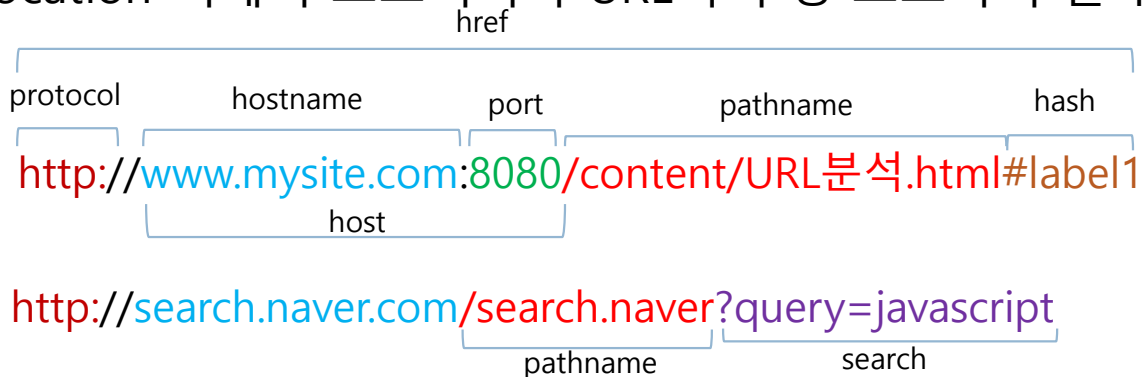 href
protocol hostname port pathname hash
http://www.mysite.com:8080/content/URL분석.html#label1
host
http://search.naver.com/search.naver?query=javascript
pathname search